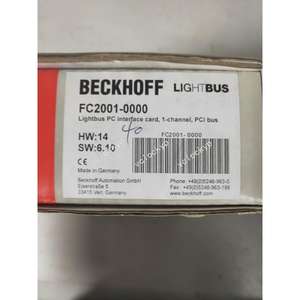 BECKHOFF LIGHTBUS
FC2001-0000
Lightbus PC interface card, 1-channel, PCI bus
40
HW:14 FC2001-0000
SW:6.10
yclockyo yclockyo
CE
Made in Germany
Beckhoff Automation GmbH Phone: +49(0)5246-963-0
Eiserstraße 5 Fax: +49(0)5246-963-198
33415 Verl, Germany www.beckhoff.com